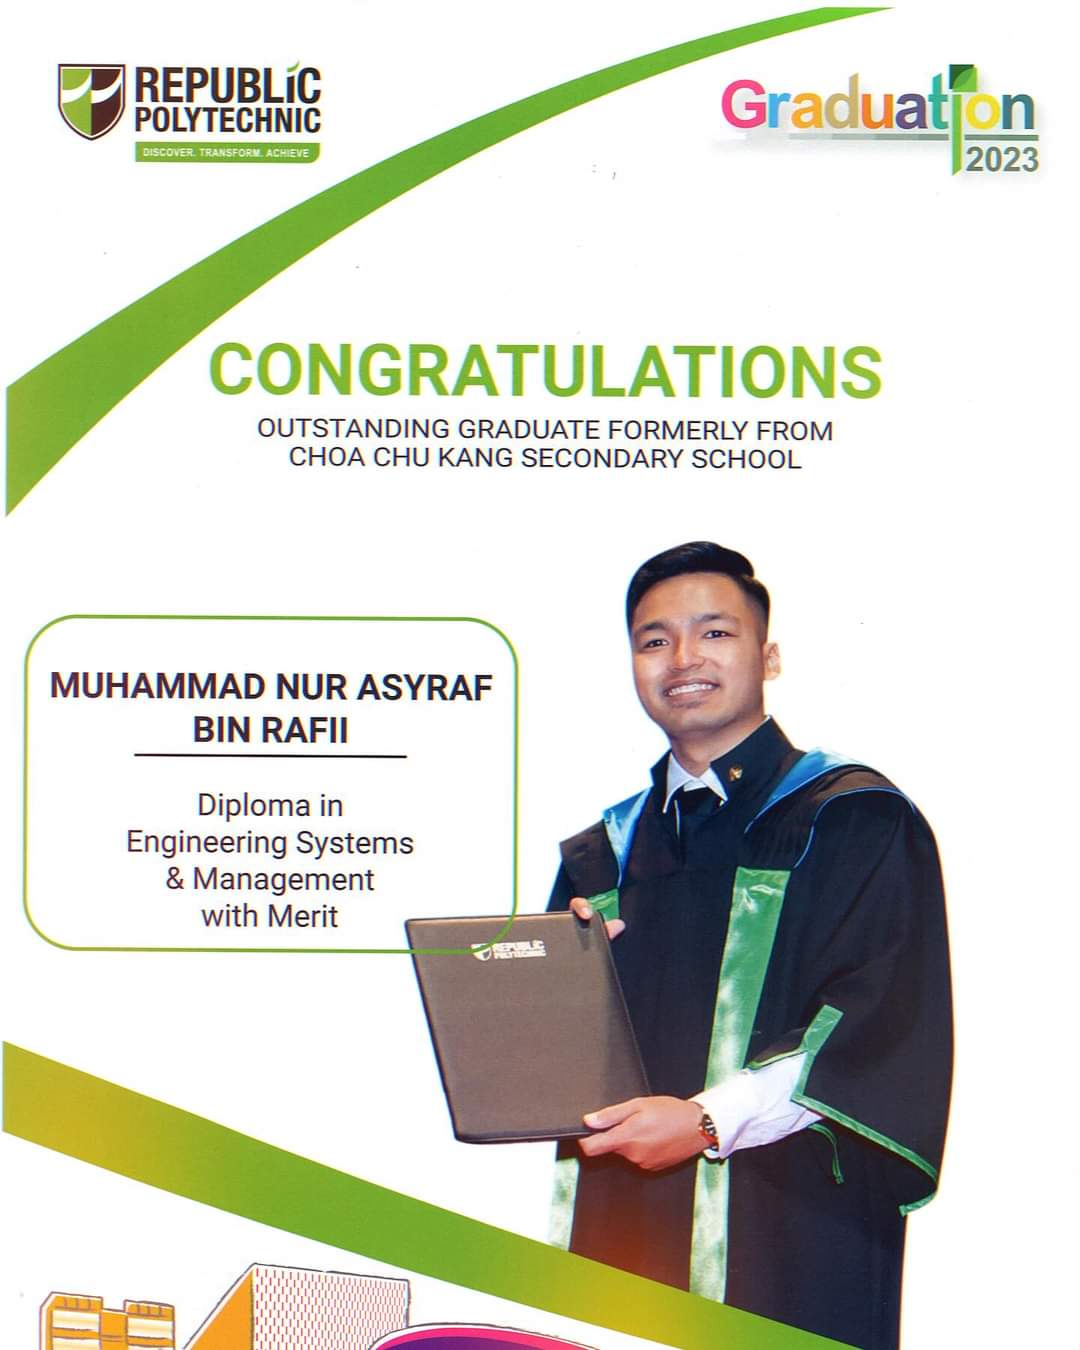 REPUBLIC
POLYTECHNIC
DISCOVER. TRANSFORM. ACHIEVE
Graduation
2023
CONGRATULATIONS
OUTSTANDING GRADUATE FORMERLY FROM
CHOA CHU KANG SECONDARY SCHOOL
MUHAMMAD NUR ASYRAF
BIN RAFII
Diploma in
Engineering Systems
& Management
with Merit
REPUBLIC
POLYTECHNIC